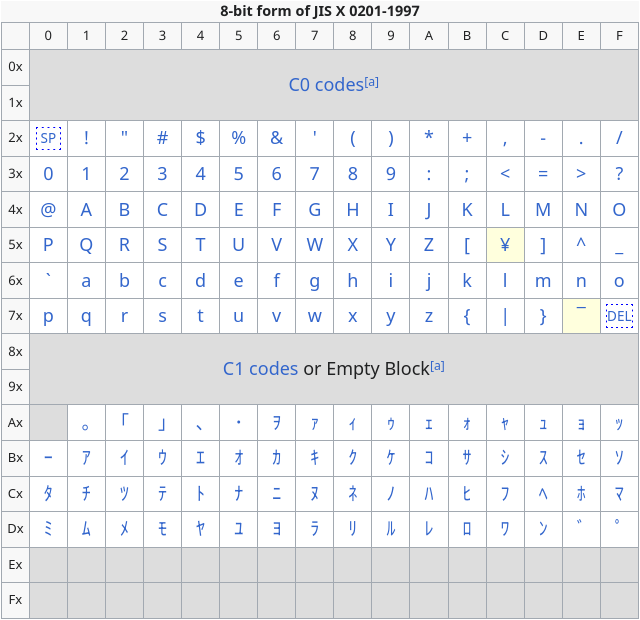 8-bit form of JIS X 0201-1997
0 1 2 3 4 5 6 7 8 9 A B C D E F
0x
C0 codes[a]
1x
2x SP ! " # $ % & ' ( ) * + , - . /
3x 0 1 2 3 4 5 6 7 8 9 : ; < = > ?
4x @ A B C D E F G H I J K L M N O
5x P Q R S T U V W X Y Z [ ¥ ] ^ _
6x ` a b c d e f g h i j k l m n o
7x p q r s t u v w x y z { | } ‾ DEL
8x
C1 codes or Empty Block[a]
9x
Ax 。 「 」 、 ・ ヲ ァ ィ ゥ ェ ォ ャ ュ ョ ッ
Bx ー ア イ ウ エ オ カ キ ク ケ コ サ シ ス セ ソ
Cx タ チ ツ テ ト ナ ニ ヌ ネ ノ ハ ヒ フ ヘ ホ マ
Dx ミ ム メ モ ヤ ユ ヨ ラ リ ル レ ロ ワ ン ゙ ゚
Ex
Fx